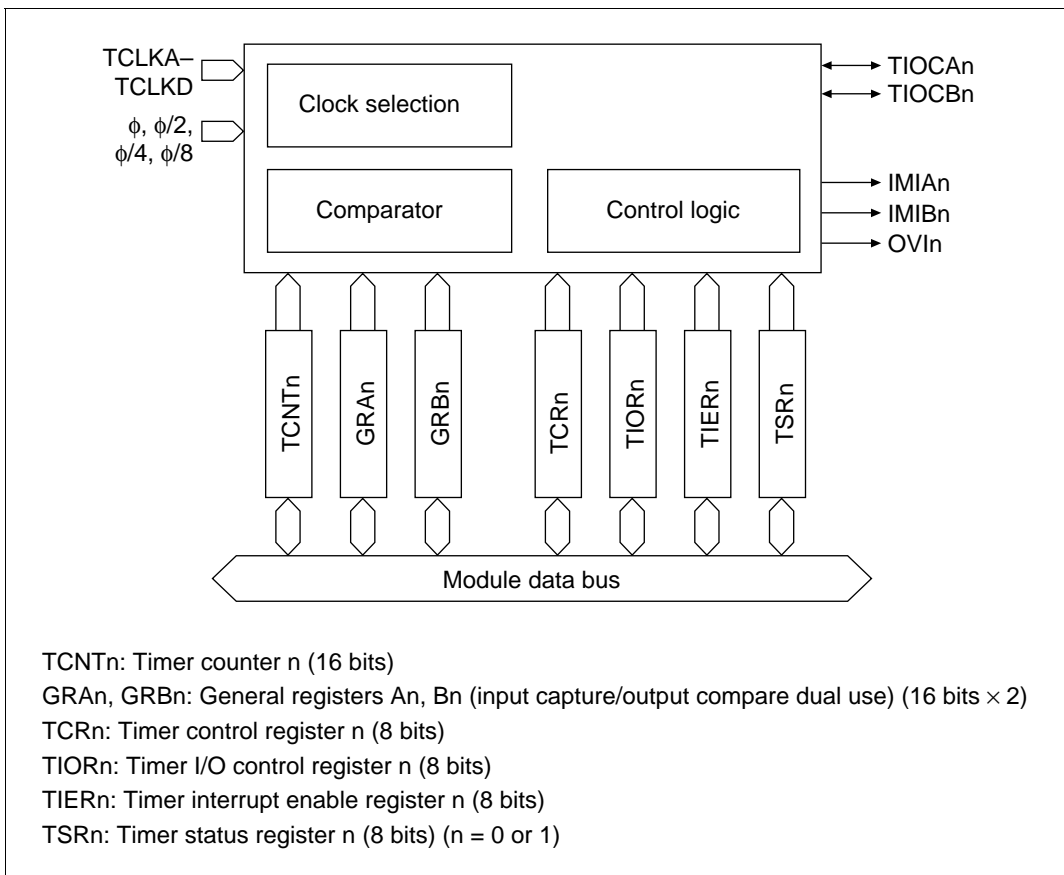 TCLKA–
TCLKD
ϕ, ϕ/2,
ϕ/4, ϕ/8
Clock selection
Comparator
Control logic
TIOCAn
TIOCBn
IMIAn
IMIBn
OVIn
TCNTn
GRAn
GRBn
TCRn
TIORn
TIERn
TSRn
Module data bus
TCNTn: Timer counter n (16 bits)
GRAn, GRBn: General registers An, Bn (input capture/output compare dual use) (16 bits × 2)
TCRn: Timer control register n (8 bits)
TIORn: Timer I/O control register n (8 bits)
TIERn: Timer interrupt enable register n (8 bits)
TSRn: Timer status register n (8 bits) (n = 0 or 1)